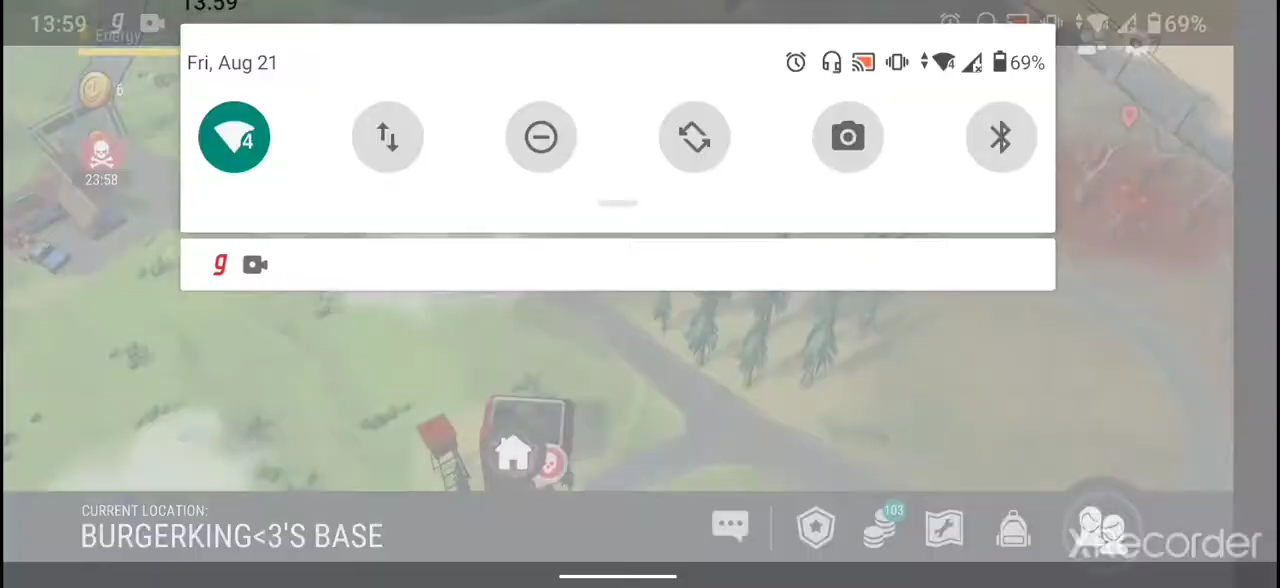 13:59
13:59 g 69%
Energy
Fri, Aug 21 69%
6
4
23:58
g
CURRENT LOCATION:
BURGERKING<3'S BASE
103
XRecorder